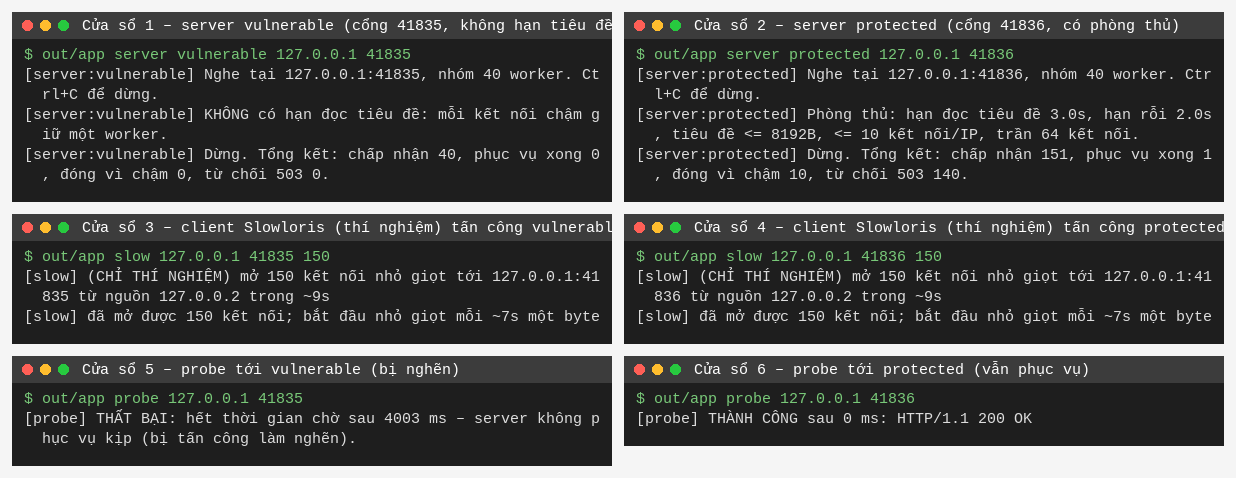 Cửa sổ 1 – server vulnerable (cổng 41835, không hạn tiêu đề
$ out/app server vulnerable 127.0.0.1 41835
[server:vulnerable] Nghe tại 127.0.0.1:41835, nhóm 40 worker. Ct
rl+C để dừng.
[server:vulnerable] KHÔNG có hạn đọc tiêu đề: mỗi kết nối chậm g
iữ một worker.
[server:vulnerable] Dừng. Tổng kết: chấp nhận 40, phục vụ xong 0
, đóng vì chậm 0, từ chối 503 0.
Cửa sổ 2 – server protected (cổng 41836, có phòng thủ)
$ out/app server protected 127.0.0.1 41836
[server:protected] Nghe tại 127.0.0.1:41836, nhóm 40 worker. Ctr
l+C để dừng.
[server:protected] Phòng thủ: hạn đọc tiêu đề 3.0s, hạn rỗi 2.0s
, tiêu đề <= 8192B, <= 10 kết nối/IP, trần 64 kết nối.
[server:protected] Dừng. Tổng kết: chấp nhận 151, phục vụ xong 1
, đóng vì chậm 10, từ chối 503 140.
Cửa sổ 3 – client Slowloris (thí nghiệm) tấn công vulnerabl
$ out/app slow 127.0.0.1 41835 150
[slow] (CHỈ THÍ NGHIỆM) mở 150 kết nối nhỏ giọt tới 127.0.0.1:41
835 từ nguồn 127.0.0.2 trong ~9s
[slow] đã mở được 150 kết nối; bắt đầu nhỏ giọt mỗi ~7s một byte
Cửa sổ 4 – client Slowloris (thí nghiệm) tấn công protected
$ out/app slow 127.0.0.1 41836 150
[slow] (CHỈ THÍ NGHIỆM) mở 150 kết nối nhỏ giọt tới 127.0.0.1:41
836 từ nguồn 127.0.0.2 trong ~9s
[slow] đã mở được 150 kết nối; bắt đầu nhỏ giọt mỗi ~7s một byte
Cửa sổ 5 – probe tới vulnerable (bị nghẽn)
$ out/app probe 127.0.0.1 41835
[probe] THẤT BẠI: hết thời gian chờ sau 4003 ms – server không p
hục vụ kịp (bị tấn công làm nghẽn).
Cửa sổ 6 – probe tới protected (vẫn phục vụ)
$ out/app probe 127.0.0.1 41836
[probe] THÀNH CÔNG sau 0 ms: HTTP/1.1 200 OK